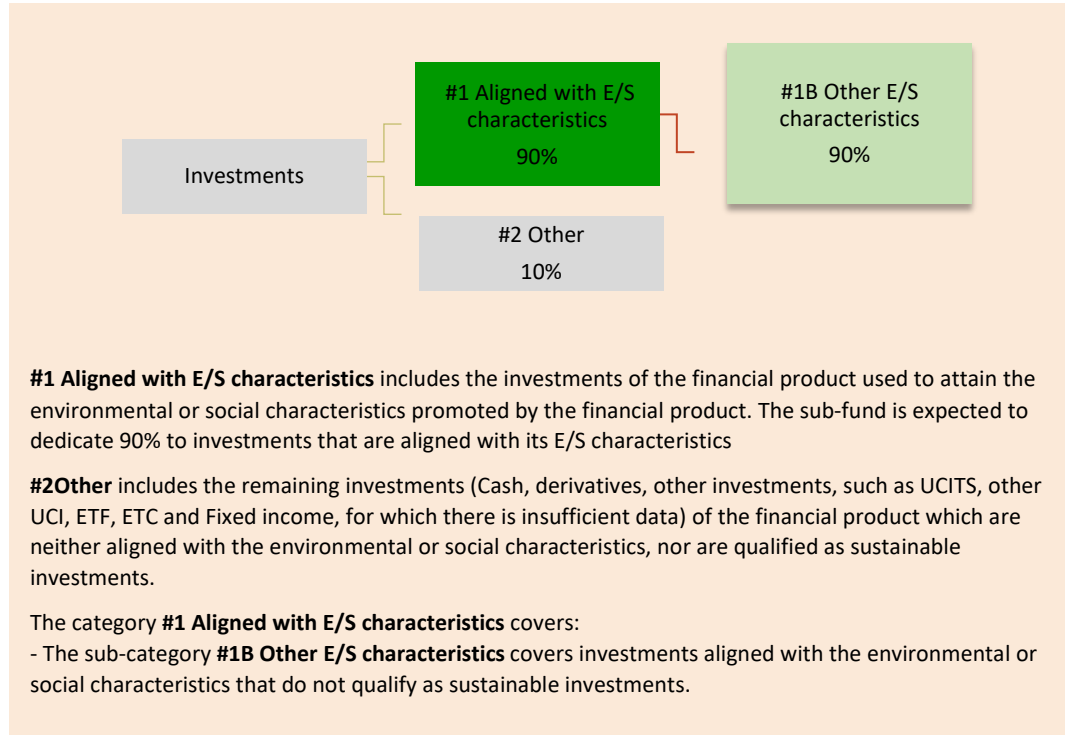 #1 Aligned with E/S
characteristics
90%
#1B Other E/S
characteristics
90%
Investments
#2 Other
10%
#1 Aligned with E/S characteristics includes the investments of the financial product used to attain the
environmental or social characteristics promoted by the financial product. The sub-fund is expected to
dedicate 90% to investments that are aligned with its E/S characteristics
#2Other includes the remaining investments (Cash, derivatives, other investments, such as UCITS, other
UCI, ETF, ETC and Fixed income, for which there is insufficient data) of the financial product which are
neither aligned with the environmental or social characteristics, nor are qualified as sustainable
investments.
The category #1 Aligned with E/S characteristics covers:
- The sub-category #1B Other E/S characteristics covers investments aligned with the environmental or
social characteristics that do not qualify as sustainable investments.